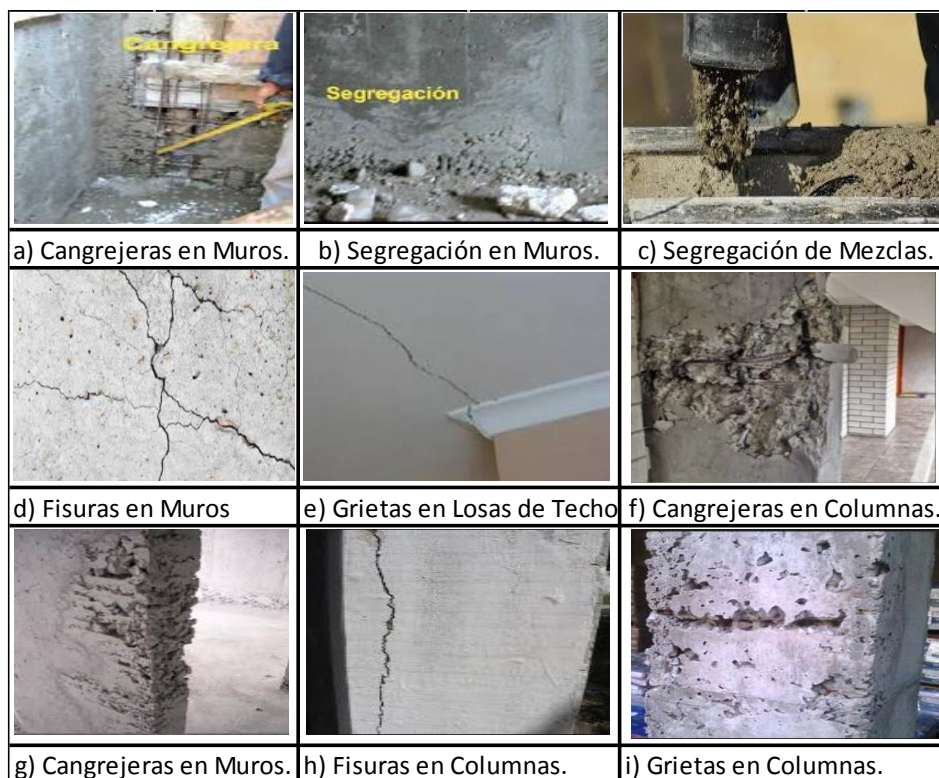 Cangrejera
Segregación
a) Cangrejeras en Muros.
b) Segregación en Muros.
c) Segregación de Mezclas.
d) Fisuras en Muros
e) Grietas en Losas de Techo
f) Cangrejeras en Columnas.
g) Cangrejeras en Muros.
h) Fisuras en Columnas.
i) Grietas en Columnas.